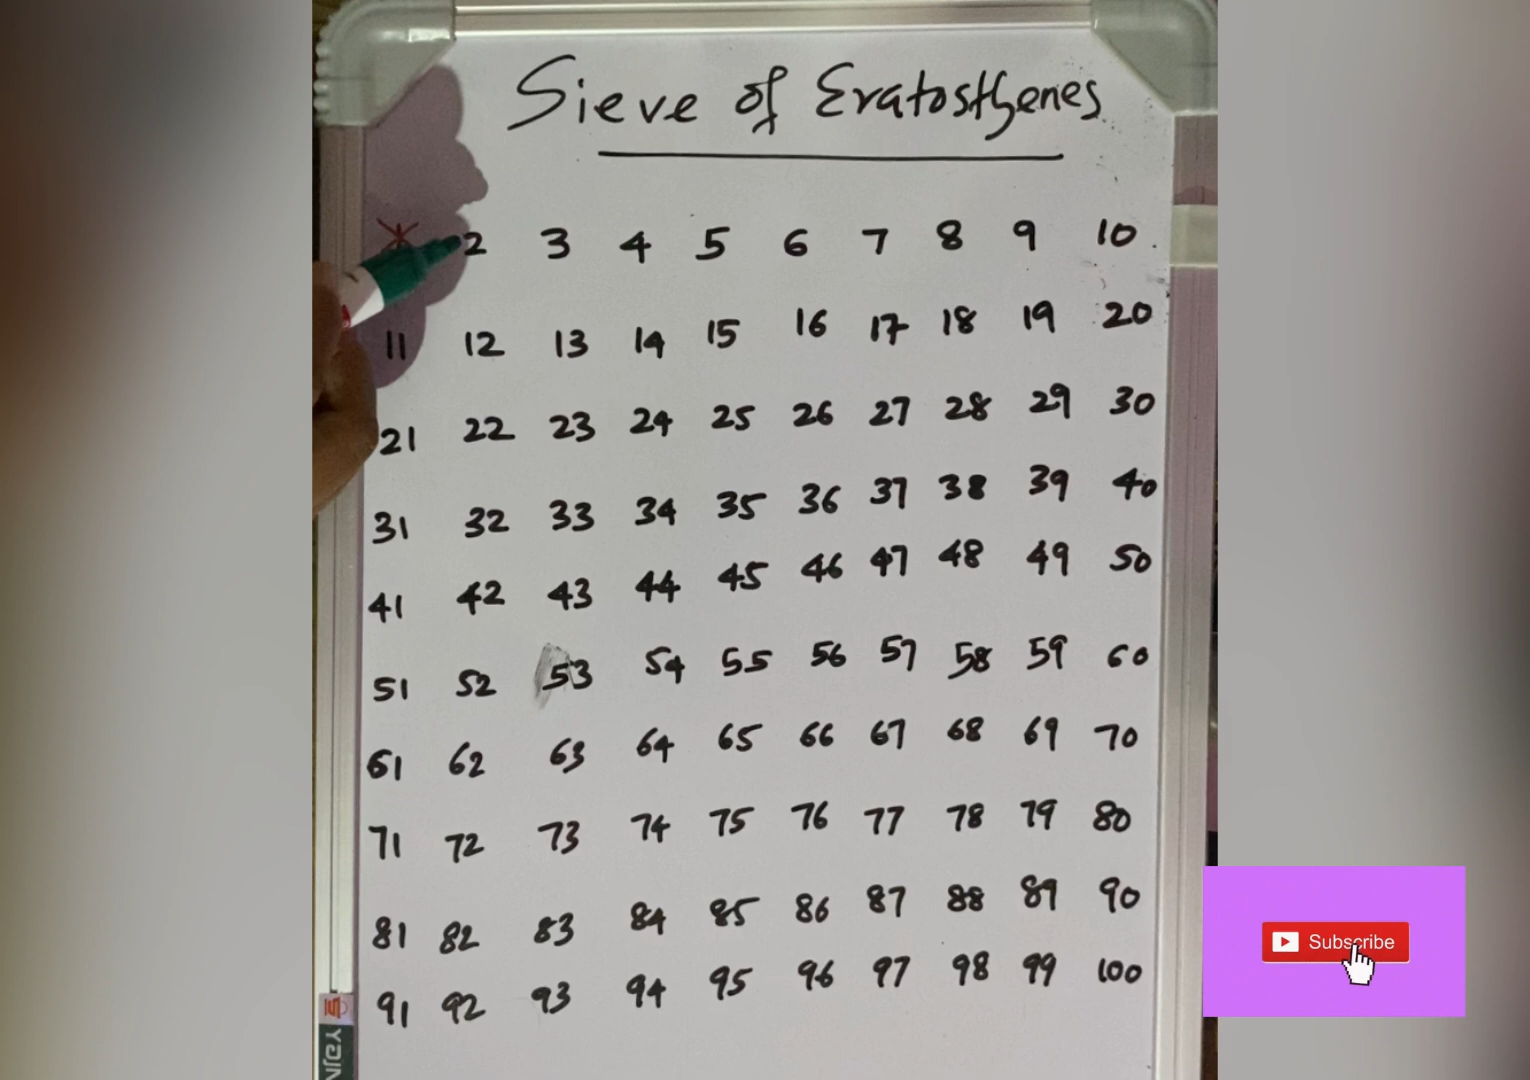 Sieve of Eratosthenes
2 3 4 5 6 7 8 9 10
11 12 13 14 15 16 17 18 19 20
21 22 23 24 25 26 27 28 29 30
31 32 33 34 35 36 37 38 39 40
41 42 43 44 45 46 47 48 49 50
51 52 53 54 55 56 57 58 59 60
61 62 63 64 65 66 67 68 69 70
71 72 73 74 75 76 77 78 79 80
81 82 83 84 85 86 87 88 89 90
91 92 93 94 95 96 97 98 99 100
Subscribe